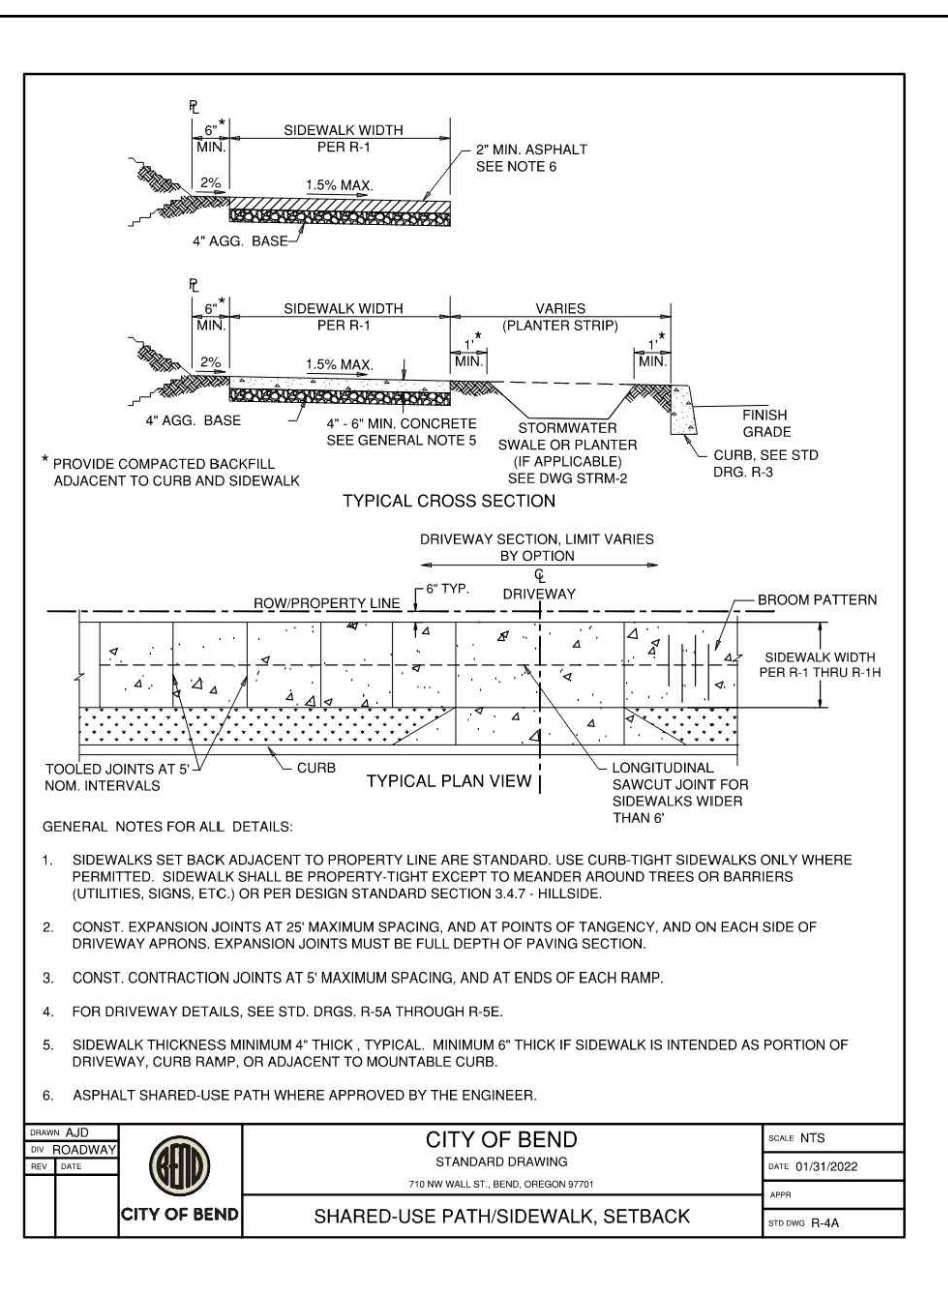 PL
6"*
MIN.
SIDEWALK WIDTH
PER R-1
2" MIN. ASPHALT
SEE NOTE 6
2%
1.5% MAX.
4" AGG. BASE
PL
6"*
MIN.
SIDEWALK WIDTH
PER R-1
VARIES
(PLANTER STRIP)
1'*
MIN.
1'*
MIN.
2%
1.5% MAX.
4" AGG. BASE
4" - 6" MIN. CONCRETE
SEE GENERAL NOTE 5
STORMWATER
SWALE OR PLANTER
(IF APPLICABLE)
SEE DWG STRM-2
FINISH
GRADE
CURB, SEE STD
DRG. R-3
* PROVIDE COMPACTED BACKFILL
ADJACENT TO CURB AND SIDEWALK
TYPICAL CROSS SECTION
DRIVEWAY SECTION, LIMIT VARIES
BY OPTION
CL
DRIVEWAY
6" TYP.
ROW/PROPERTY LINE
BROOM PATTERN
SIDEWALK WIDTH
PER R-1 THRU R-1H
TOOLED JOINTS AT 5'
NOM. INTERVALS
CURB
TYPICAL PLAN VIEW
LONGITUDINAL
SAWCUT JOINT FOR
SIDEWALKS WIDER
THAN 6'
GENERAL NOTES FOR ALL DETAILS:
1. SIDEWALKS SET BACK ADJACENT TO PROPERTY LINE ARE STANDARD. USE CURB-TIGHT SIDEWALKS ONLY WHERE
PERMITTED. SIDEWALK SHALL BE PROPERTY-TIGHT EXCEPT TO MEANDER AROUND TREES OR BARRIERS
(UTILITIES, SIGNS, ETC.) OR PER DESIGN STANDARD SECTION 3.4.7 - HILLSIDE.
2. CONST. EXPANSION JOINTS AT 25' MAXIMUM SPACING, AND AT POINTS OF TANGENCY, AND ON EACH SIDE OF
DRIVEWAY APRONS. EXPANSION JOINTS MUST BE FULL DEPTH OF PAVING SECTION.
3. CONST. CONTRACTION JOINTS AT 5' MAXIMUM SPACING, AND AT ENDS OF EACH RAMP.
4. FOR DRIVEWAY DETAILS, SEE STD. DRGS. R-5A THROUGH R-5E.
5. SIDEWALK THICKNESS MINIMUM 4" THICK , TYPICAL. MINIMUM 6" THICK IF SIDEWALK IS INTENDED AS PORTION OF
DRIVEWAY, CURB RAMP, OR ADJACENT TO MOUNTABLE CURB.
6. ASPHALT SHARED-USE PATH WHERE APPROVED BY THE ENGINEER.
DRAWN AJD
DIV ROADWAY
REV DATE
BEND
CITY OF BEND
CITY OF BEND
STANDARD DRAWING
710 NW WALL ST., BEND, OREGON 97701
SHARED-USE PATH/SIDEWALK, SETBACK
SCALE NTS
DATE 01/31/2022
APPR
STD DWG R-4A